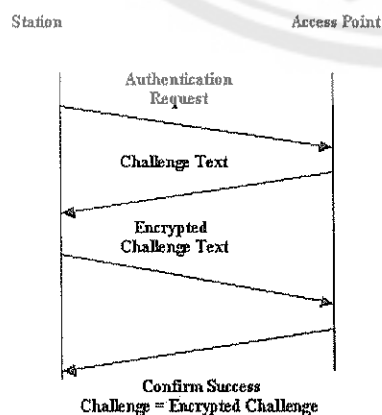 Station Access Point
Authentication
Request
Challenge Text
Encrypted
Challenge Text
Confirm Success
Challenge = Encrypted Challenge